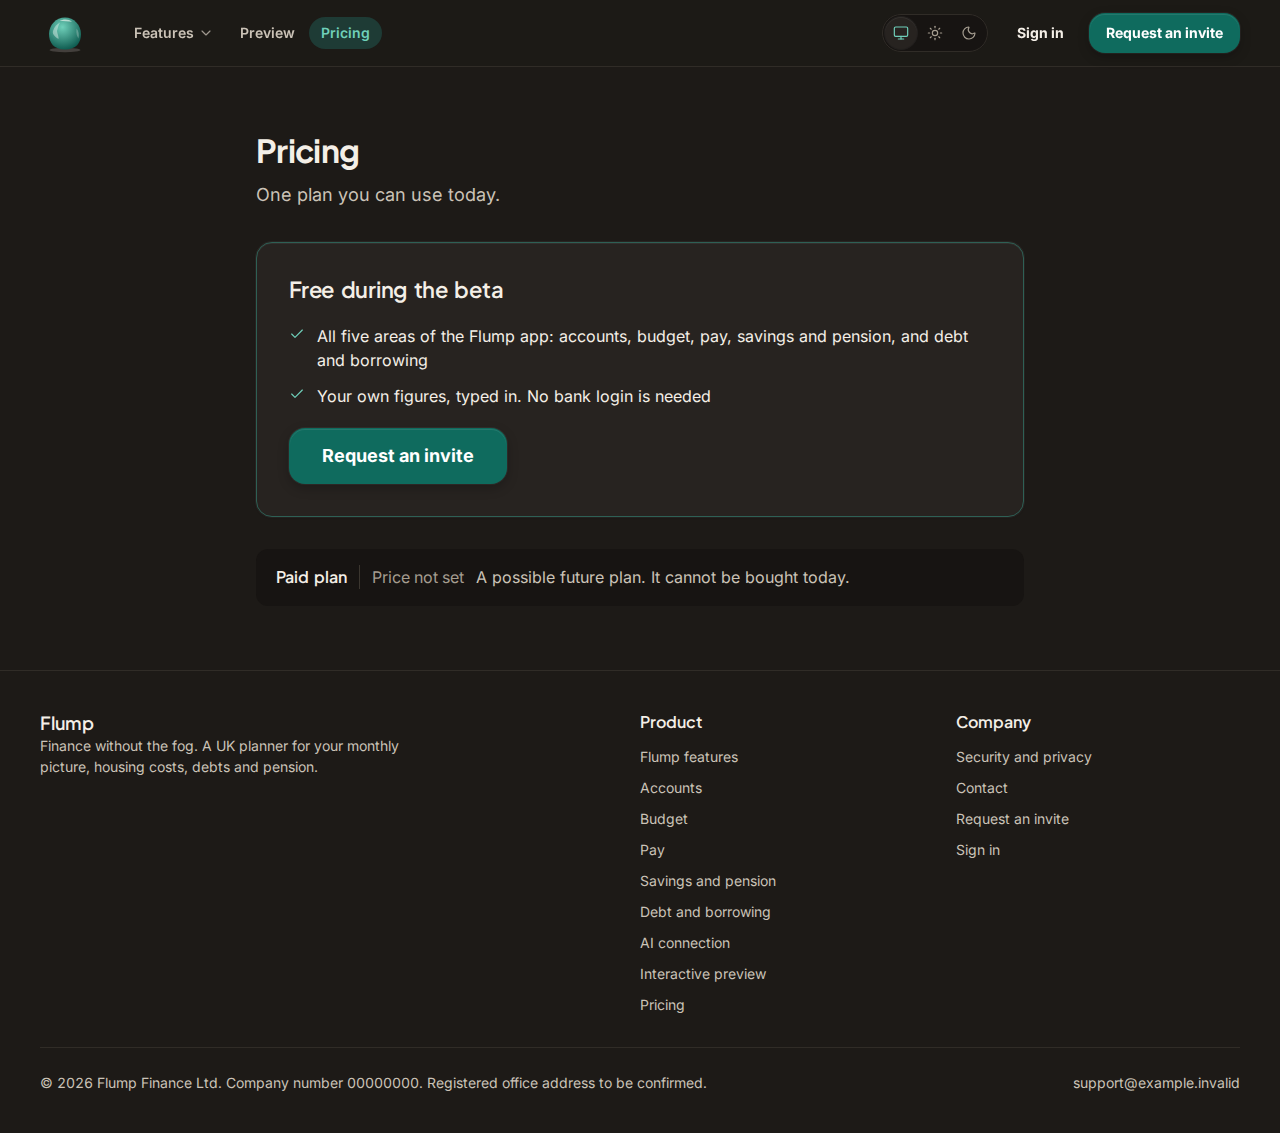 Features
Preview
Pricing
Sign in
Request an invite
Pricing
One plan you can use today.
Free during the beta
All five areas of the Flump app: accounts, budget, pay, savings and pension, and debt
and borrowing
Your own figures, typed in. No bank login is needed
Request an invite
Paid plan
Price not set
A possible future plan. It cannot be bought today.
Flump
Finance without the fog. A UK planner for your monthly
picture, housing costs, debts and pension.
Product
Flump features
Accounts
Budget
Pay
Savings and pension
Debt and borrowing
AI connection
Interactive preview
Pricing
Company
Security and privacy
Contact
Request an invite
Sign in
© 2026 Flump Finance Ltd. Company number 00000000. Registered office address to be confirmed.
support@example.invalid